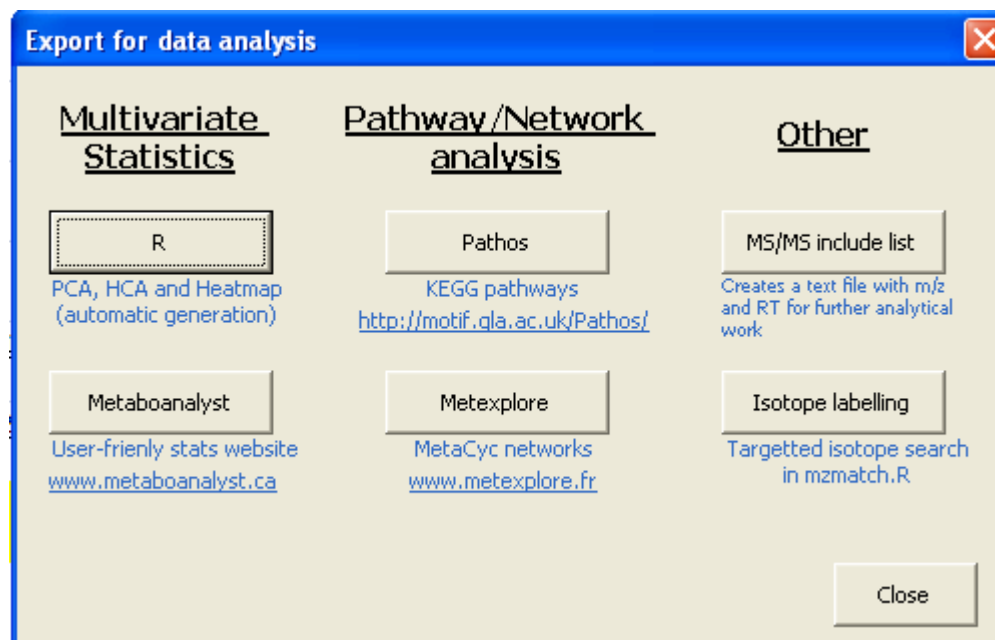 Export for data analysis
Multivariate
Statistics
R
PCA, HCA and Heatmap
(automatic generation)
Metaboanalyst
User-frienly stats website
www.metaboanalyst.ca
Pathway/Network
analysis
Pathos
KEGG pathways
http://motif.gla.ac.uk/Pathos/
Metexplore
MetaCyc networks
www.metexplore.fr
Other
MS/MS include list
Creates a text file with m/z
and RT for further analytical
work
Isotope labelling
Targetted isotope search
in mzmatch.R
Close